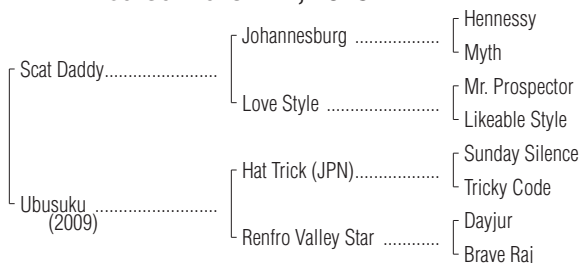 Hennessy
Johannesburg ...................
Myth
Scat Daddy.........................
Mr. Prospector
Love Style .........................
Likeable Style
Sunday Silence
Hat Trick (JPN)..................
Tricky Code
Ubusuku ...........................
(2009)
Dayjur
Renfro Valley Star ............
Brave Raj